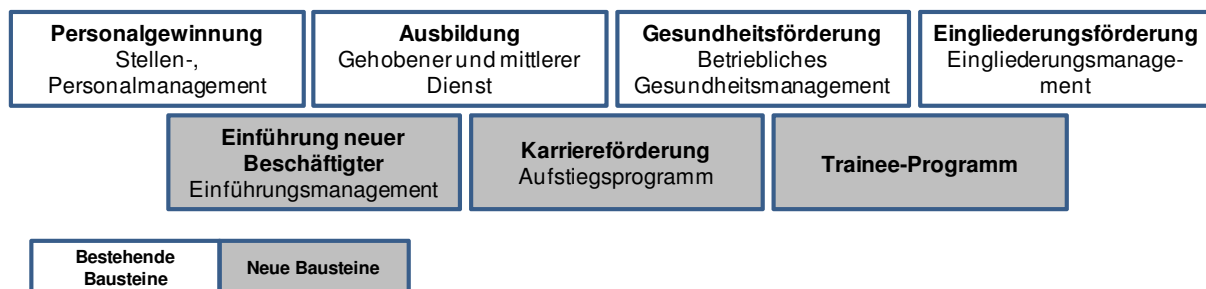 Personalgewinnung
Stellen-,
Personalmanagement
Ausbildung
Gehobener und mittlerer
Dienst
Gesundheitsförderung
Betriebliches
Gesundheitsmanagement
Eingliederungsförderung
Eingliederungsmanage-
ment
Einführung neuer
Beschäftigter
Einführungsmanagement
Karriereförderung
Aufstiegsprogramm
Trainee-Programm
Bestehende
Bausteine
Neue Bausteine